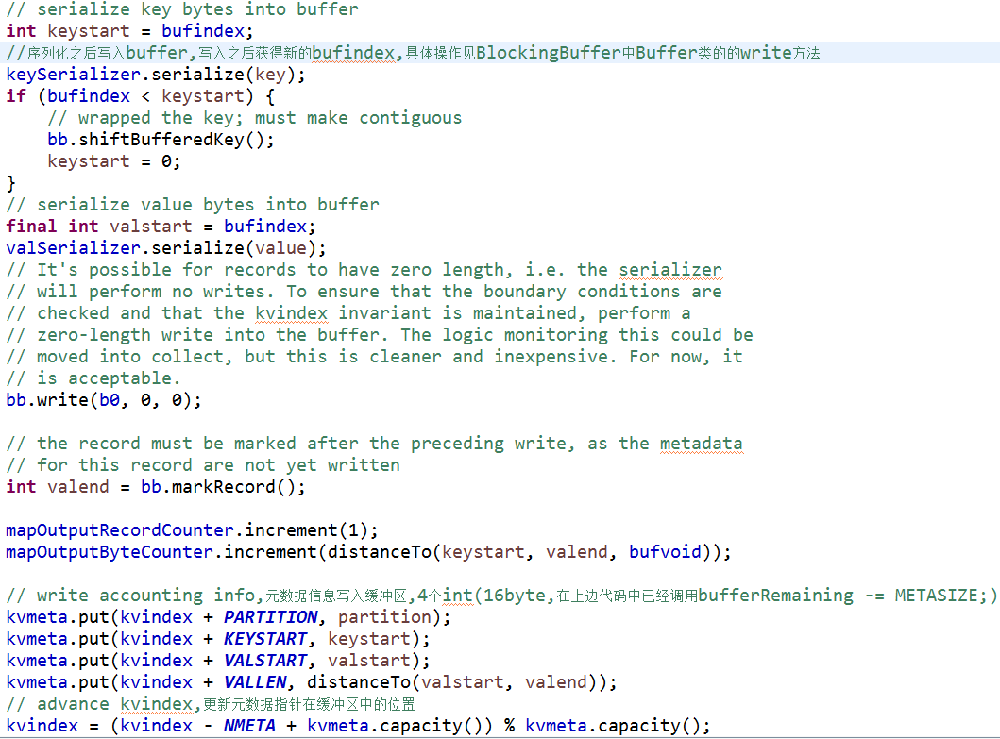 // serialize key bytes into buffer
int keystart = bufindex;
//序列化之后写入buffer,写入之后获得新的bufindex,具体操作见BlockingBuffer中Buffer类的的write方法
keySerializer.serialize(key);
if (bufindex < keystart) {
    // wrapped the key; must make contiguous
    bb.shiftBufferedKey();
    keystart = 0;
}
// serialize value bytes into buffer
final int valstart = bufindex;
valSerializer.serialize(value);
// It's possible for records to have zero length, i.e. the serializer
// will perform no writes. To ensure that the boundary conditions are
// checked and that the kvindex invariant is maintained, perform a
// zero-length write into the buffer. The logic monitoring this could be
// moved into collect, but this is cleaner and inexpensive. For now, it
// is acceptable.
bb.write(b0, 0, 0);

// the record must be marked after the preceding write, as the metadata
// for this record are not yet written
int valend = bb.markRecord();

mapOutputRecordCounter.increment(1);
mapOutputByteCounter.increment(distanceTo(keystart, valend, bufvoid));

// write accounting info,元数据信息写入缓冲区,4个int(16byte,在上边代码中已经调用bufferRemaining -= METASIZE;)
kvmeta.put(kvindex + PARTITION, partition);
kvmeta.put(kvindex + KEYSTART, keystart);
kvmeta.put(kvindex + VALSTART, valstart);
kvmeta.put(kvindex + VALLEN, distanceTo(valstart, valend));
// advance kvindex,更新元数据指针在缓冲区中的位置
kvindex = (kvindex - NMETA + kvmeta.capacity()) % kvmeta.capacity();